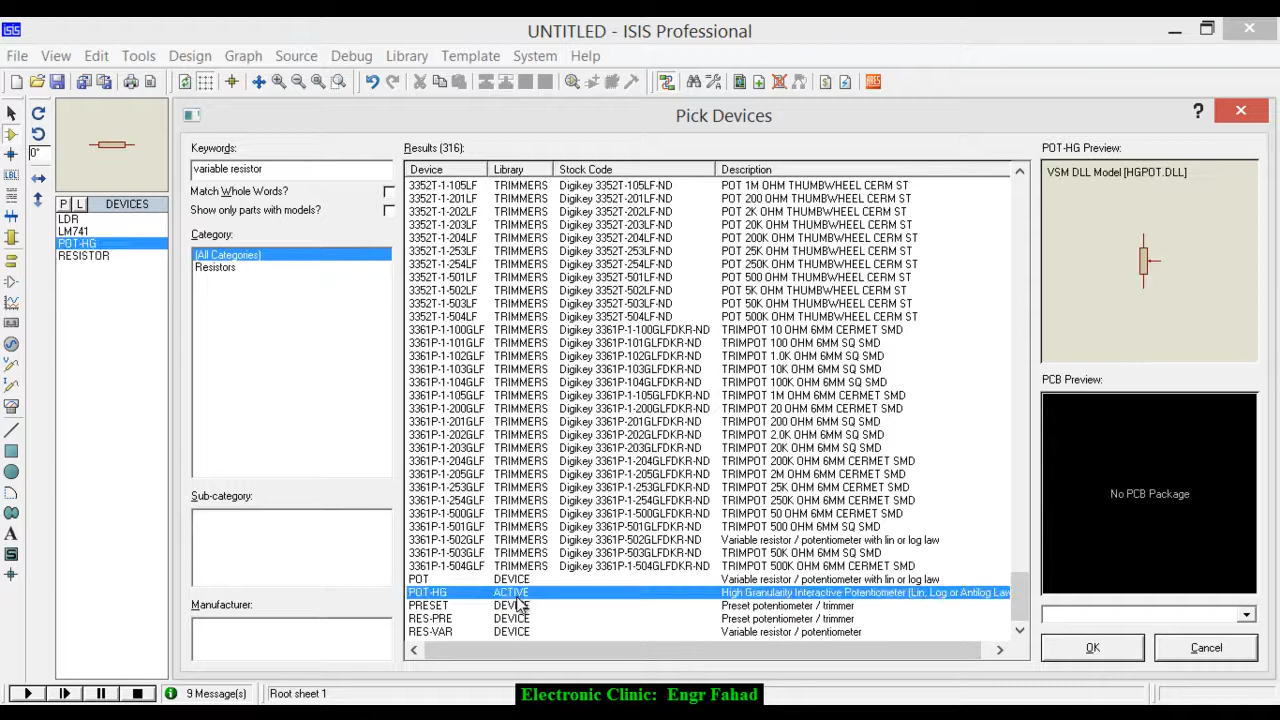 UNTITLED - ISIS Professional
File View Edit Tools Design Graph Source Debug Library Template System Help
Pick Devices
0°
P L DEVICES
LDR
LM741
POT-HG
RESISTOR
Keywords:
variable resistor
Match Whole Words?
Show only parts with models?
Category:
(All Categories)
Resistors
Sub-category:
Manufacturer:
Results (316):
Device Library Stock Code Description
3352T-1-105LF TRIMMERS Digikey 3352T-105LF-ND POT 1M OHM THUMBWHEEL CERM ST
3352T-1-201LF TRIMMERS Digikey 3352T-201LF-ND POT 200 OHM THUMBWHEEL CERM ST
3352T-1-202LF TRIMMERS Digikey 3352T-202LF-ND POT 2K OHM THUMBWHEEL CERM ST
3352T-1-203LF TRIMMERS Digikey 3352T-203LF-ND POT 20K OHM THUMBWHEEL CERM ST
3352T-1-204LF TRIMMERS Digikey 3352T-204LF-ND POT 200K OHM THUMBWHEEL CERM ST
3352T-1-253LF TRIMMERS Digikey 3352T-253LF-ND POT 25K OHM THUMBWHEEL CERM ST
3352T-1-254LF TRIMMERS Digikey 3352T-254LF-ND POT 250K OHM THUMBWHEEL CERM ST
3352T-1-501LF TRIMMERS Digikey 3352T-501LF-ND POT 500 OHM THUMBWHEEL CERM ST
3352T-1-502LF TRIMMERS Digikey 3352T-502LF-ND POT 5K OHM THUMBWHEEL CERM ST
3352T-1-503LF TRIMMERS Digikey 3352T-503LF-ND POT 50K OHM THUMBWHEEL CERM ST
3352T-1-504LF TRIMMERS Digikey 3352T-504LF-ND POT 500K OHM THUMBWHEEL CERM ST
3361P-1-100GLF TRIMMERS Digikey 3361P-1-100GLFDKR-ND TRIMPOT 10 OHM 6MM CERMET SMD
3361P-1-101GLF TRIMMERS Digikey 3361P-101GLFDKR-ND TRIMPOT 100 OHM 6MM SQ SMD
3361P-1-102GLF TRIMMERS Digikey 3361P-102GLFDKR-ND TRIMPOT 1.0K OHM 6MM SQ SMD
3361P-1-103GLF TRIMMERS Digikey 3361P-103GLFDKR-ND TRIMPOT 10K OHM 6MM SQ SMD
3361P-1-104GLF TRIMMERS Digikey 3361P-104GLFDKR-ND TRIMPOT 100K OHM 6MM SQ SMD
3361P-1-105GLF TRIMMERS Digikey 3361P-1-105GLFDKR-ND TRIMPOT 1M OHM 6MM CERMET SMD
3361P-1-200GLF TRIMMERS Digikey 3361P-1-200GLFDKR-ND TRIMPOT 20 OHM 6MM CERMET SMD
3361P-1-201GLF TRIMMERS Digikey 3361P-201GLFDKR-ND TRIMPOT 200 OHM 6MM SQ SMD
3361P-1-202GLF TRIMMERS Digikey 3361P-202GLFDKR-ND TRIMPOT 2.0K OHM 6MM SQ SMD
3361P-1-203GLF TRIMMERS Digikey 3361P-203GLFDKR-ND TRIMPOT 20K OHM 6MM SQ SMD
3361P-1-204GLF TRIMMERS Digikey 3361P-1-204GLFDKR-ND TRIMPOT 200K OHM 6MM CERMET SMD
3361P-1-205GLF TRIMMERS Digikey 3361P-1-205GLFDKR-ND TRIMPOT 2M OHM 6MM CERMET SMD
3361P-1-253GLF TRIMMERS Digikey 3361P-1-253GLFDKR-ND TRIMPOT 25K OHM 6MM CERMET SMD
3361P-1-254GLF TRIMMERS Digikey 3361P-1-254GLFDKR-ND TRIMPOT 250K OHM 6MM CERMET SMD
3361P-1-500GLF TRIMMERS Digikey 3361P-1-500GLFDKR-ND TRIMPOT 50 OHM 6MM CERMET SMD
3361P-1-501GLF TRIMMERS Digikey 3361P-501GLFDKR-ND TRIMPOT 500 OHM 6MM SQ SMD
3361P-1-502GLF TRIMMERS Digikey 3361P-502GLFDKR-ND Variable resistor / potentiometer with lin or log law
3361P-1-503GLF TRIMMERS Digikey 3361P-503GLFDKR-ND TRIMPOT 50K OHM 6MM SQ SMD
3361P-1-504GLF TRIMMERS Digikey 3361P-1-504GLFDKR-ND TRIMPOT 500K OHM 6MM CERMET SMD
POT DEVICE Variable resistor / potentiometer with lin or log law
POT-HG ACTIVE High Granularity Interactive Potentiometer (Lin, Log or Antilog Law
PRESET DEVICE Preset potentiometer / trimmer
RES-PRE DEVICE Preset potentiometer / trimmer
RES-VAR DEVICE Variable resistor / potentiometer
POT-HG Preview:
VSM DLL Model [HGPOT.DLL]
PCB Preview:
No PCB Package
OK Cancel
9 Message(s) Root sheet 1
Electronic Clinic: Engr Fahad